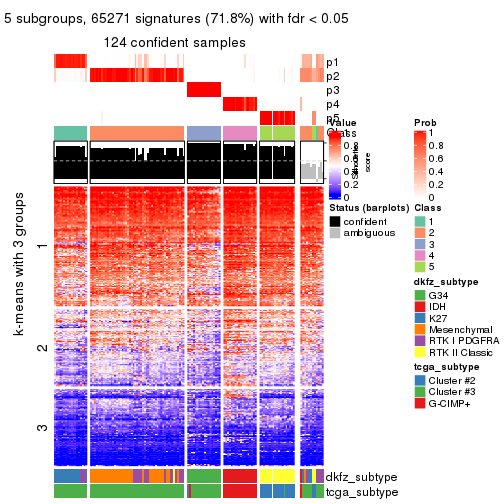 5 subgroups, 65271 signatures (71.8%) with fdr < 0.05
124 confident samples
p1
p2
p3
p4
p5
Class
Silhouette
score
k-means with 3 groups
1
2
3
dkfz_subtype
tcga_subtype
Value
1
0.8
0.6
0.4
0.2
0
Prob
1
0.8
0.6
0.4
0.2
0
Status (barplots)
confident
ambiguous
Class
1
2
3
4
5
dkfz_subtype
G34
IDH
K27
Mesenchymal
RTK I PDGFRA
RTK II Classic
tcga_subtype
Cluster #2
Cluster #3
G-CIMP+